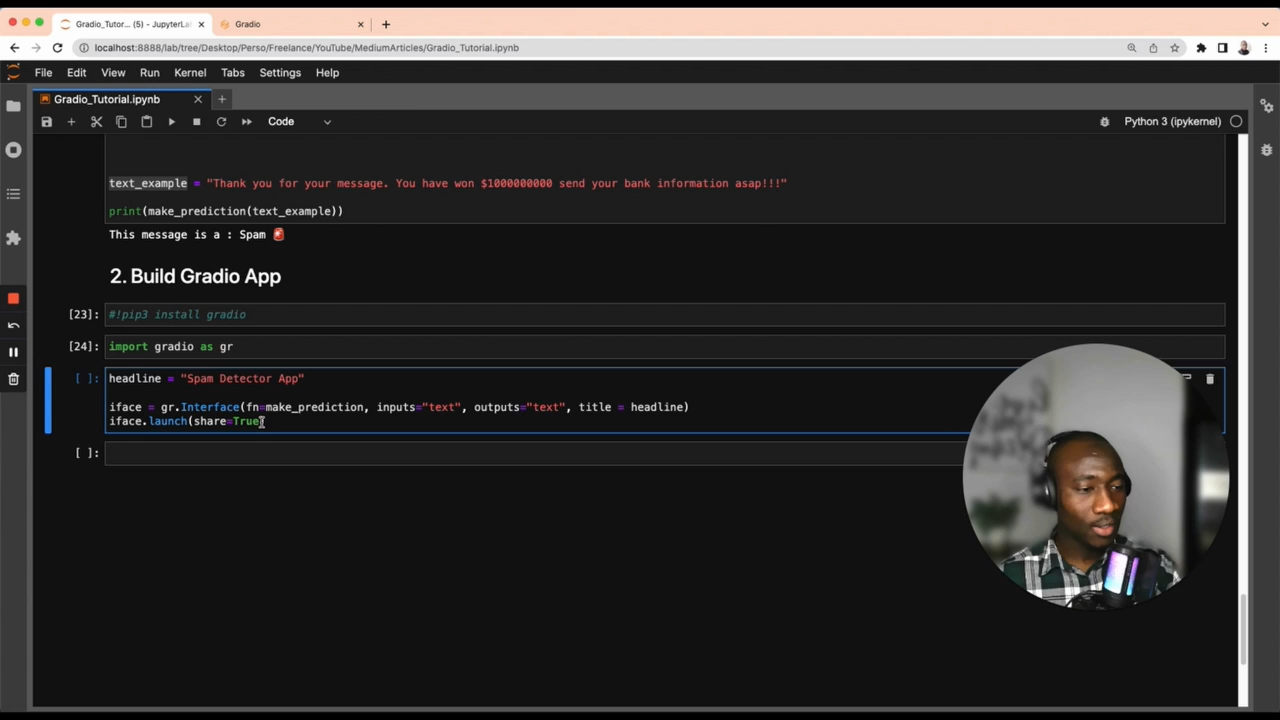 Gradio_Tutor... (5) - JupyterLa
Gradio
localhost:8888/lab/tree/Desktop/Perso/Freelance/YouTube/MediumArticles/Gradio_Tutorial.ipynb
File Edit View Run Kernel Tabs Settings Help
Gradio_Tutorial.ipynb
Code
Python 3 (ipykernel)
text_example = "Thank you for your message. You have won $1000000000 send your bank information asap!!!"
print(make_prediction(text_example))
This message is a : Spam 🚨
2. Build Gradio App
[23]: #!pip3 install gradio
[24]: import gradio as gr
[ ]: headline = "Spam Detector App"
iface = gr.Interface(fn=make_prediction, inputs="text", outputs="text", title = headline)
iface.launch(share=True
[ ]: